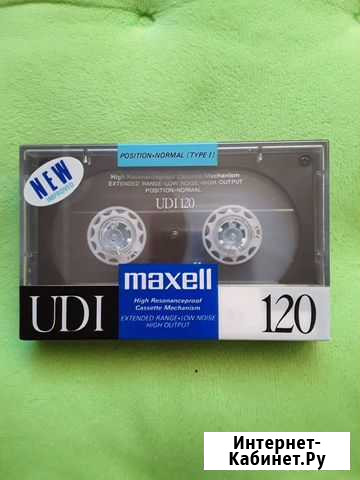 POSITION•NORMAL (TYPE I)
NEW
IMPROVED
High Resonanceproof Cassette Mechanism
EXTENDED RANGE•LOW NOISE•HIGH OUTPUT
POSITION•NORMAL
UDI 120
maxell
High Resonanceproof
Cassette Mechanism
EXTENDED RANGE•LOW NOISE
HIGH OUTPUT
UDI
120
Интернет-
Кабинет.Ру